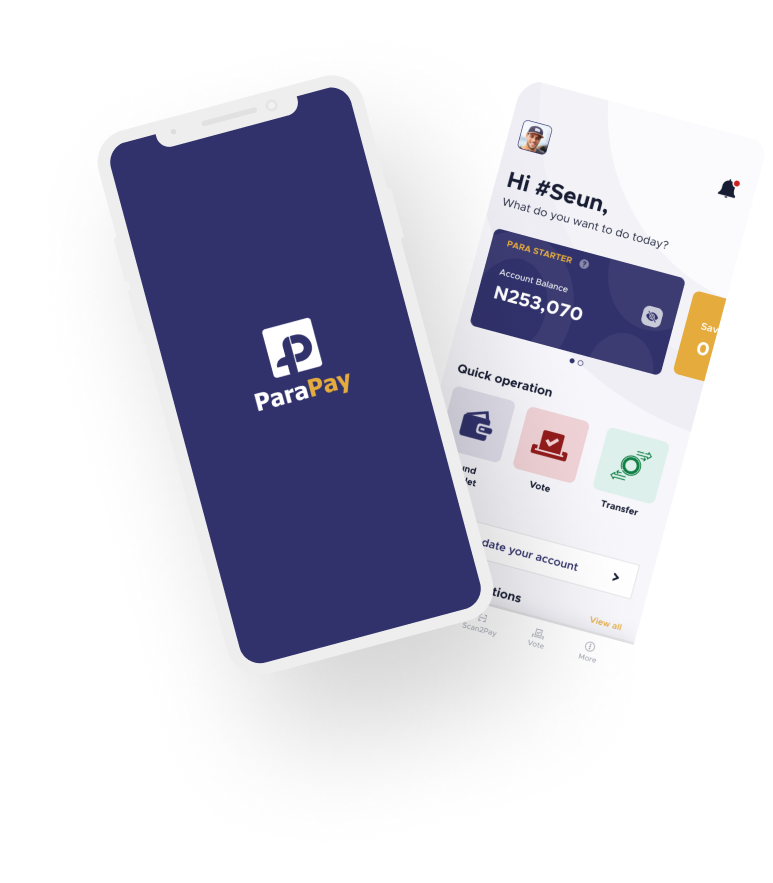 ParaPay
Hi #Seun,
What do you want to do today?
PARA STARTER ?
Account Balance
N253,070
Sav
0
Quick operation
nd
let
Vote
Transfer
date your account
tions
View all
Scan2Pay
Vote
More